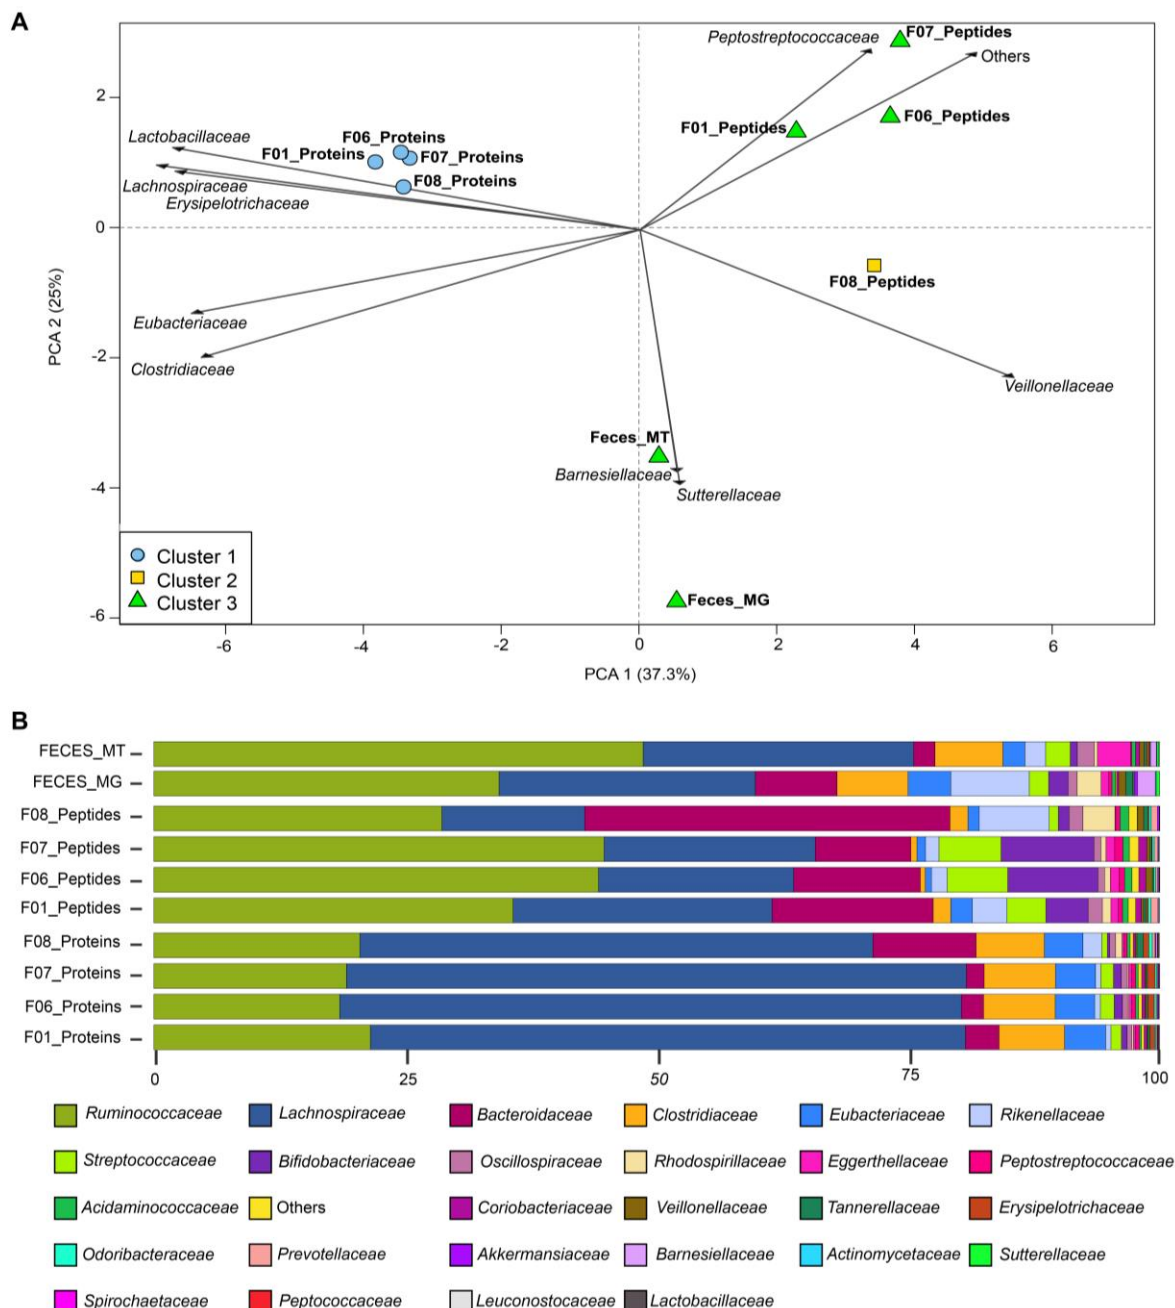 A
Peptostreptococcaceae
F07_Peptides
Others
F01_Peptides
F06_Peptides
Lactobacillaceae
F06_Proteins
F01_Proteins
F07_Proteins
F08_Proteins
Lachnospiraceae
Erysipelotrichaceae
F08_Peptides
Eubacteriaceae
Clostridiaceae
Veillonellaceae
Feces_MT
Barnesiellaceae
Sutterellaceae
Feces_MG
Cluster 1
Cluster 2
Cluster 3
2
0
-2
-4
-6
PCA 2 (25%)
-6 -4 -2 0 2 4 6
PCA 1 (37.3%)
B
FECES_MT
FECES_MG
F08_Peptides
F07_Peptides
F06_Peptides
F01_Peptides
F08_Proteins
F07_Proteins
F06_Proteins
F01_Proteins
0 25 50 75 100
Ruminococcaceae Lachnospiraceae Bacteroidaceae Clostridiaceae Eubacteriaceae Rikenellaceae
Streptococcaceae Bifidobacteriaceae Oscillospiraceae Rhodospirillaceae Eggerthellaceae Peptostreptococcaceae
Acidaminococcaceae Others Coriobacteriaceae Veillonellaceae Tannerellaceae Erysipelotrichaceae
Odoribacteraceae Prevotellaceae Akkermansiaceae Barnesiellaceae Actinomycetaceae Sutterellaceae
Spirochaetaceae Peptococcaceae Leuconostocaceae Lactobacillaceae